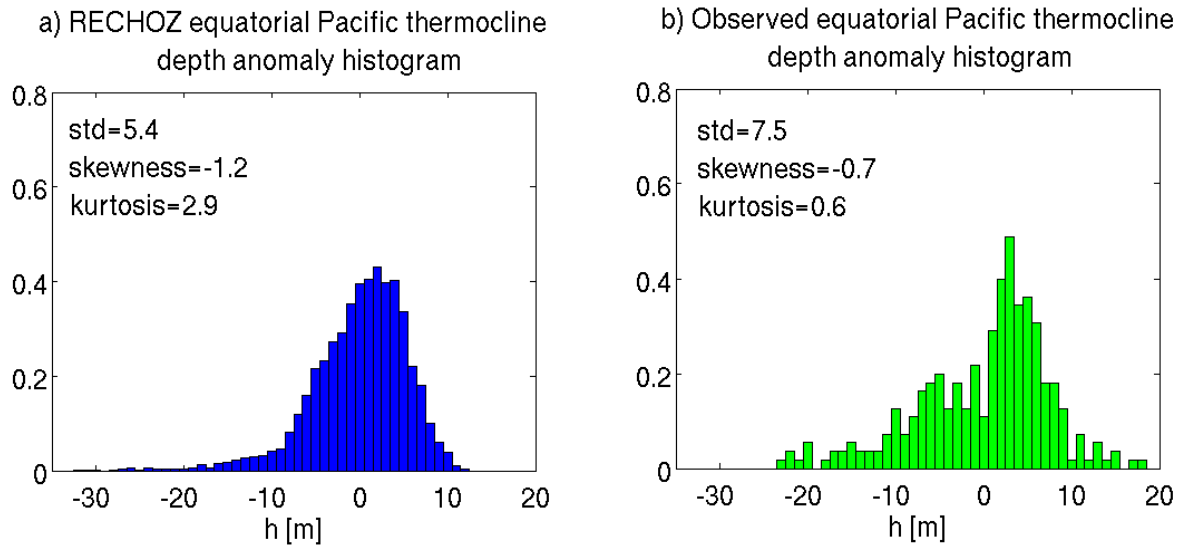 a) RECHOZ equatorial Pacific thermocline
depth anomaly histogram
0.8
0.6
0.4
0.2
0
std=5.4
skewness=-1.2
kurtosis=2.9
-30
-20
-10
0
10
20
h [m]
b) Observed equatorial Pacific thermocline
depth anomaly histogram
0.8
0.6
0.4
0.2
0
std=7.5
skewness=-0.7
kurtosis=0.6
-30
-20
-10
0
10
20
h [m]